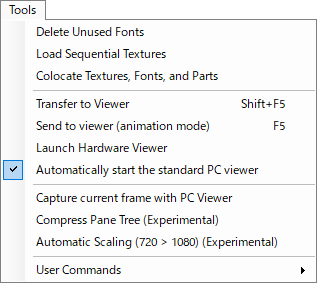 Tools
Delete Unused Fonts
Load Sequential Textures
Colocate Textures, Fonts, and Parts
Transfer to Viewer Shift+F5
Send to viewer (animation mode) F5
Launch Hardware Viewer
Automatically start the standard PC viewer
Capture current frame with PC Viewer
Compress Pane Tree (Experimental)
Automatic Scaling (720 > 1080) (Experimental)
User Commands